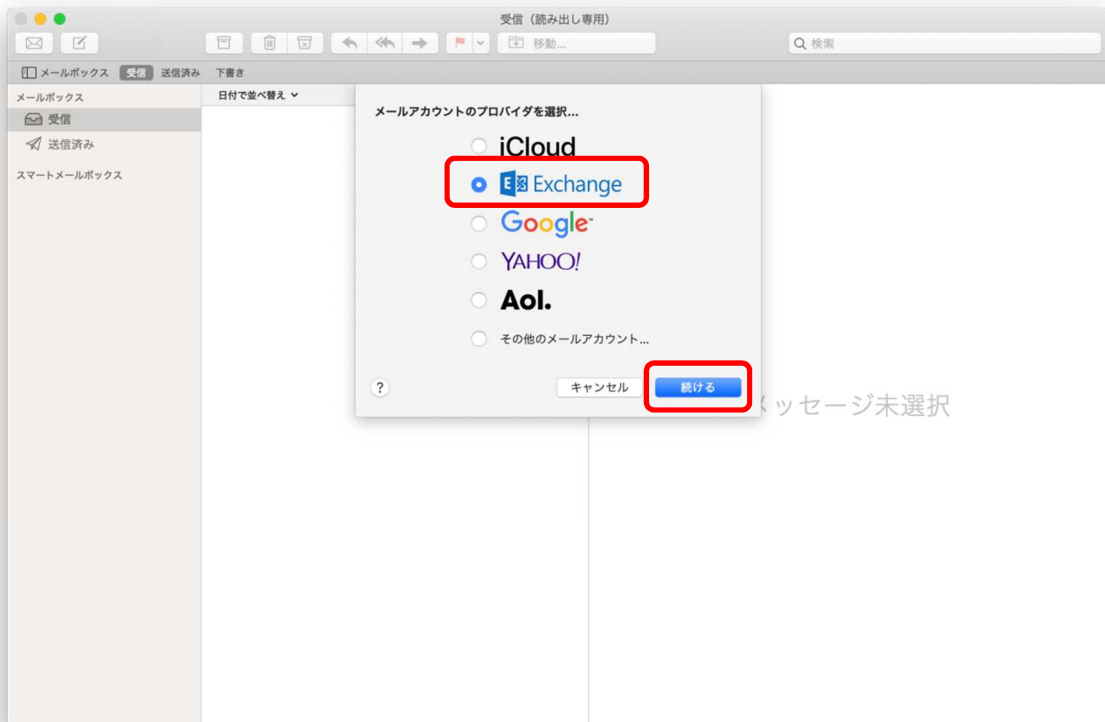 受信（読み出し専用）
移動...
検索
メールボックス 受信 送信済み 下書き
メールボックス
受信
送信済み
スマートメールボックス
日付で並べ替え
メールアカウントのプロバイダを選択...
iCloud
Exchange
Google
YAHOO!
Aol.
その他のメールアカウント...
? キャンセル 続ける
メッセージ未選択